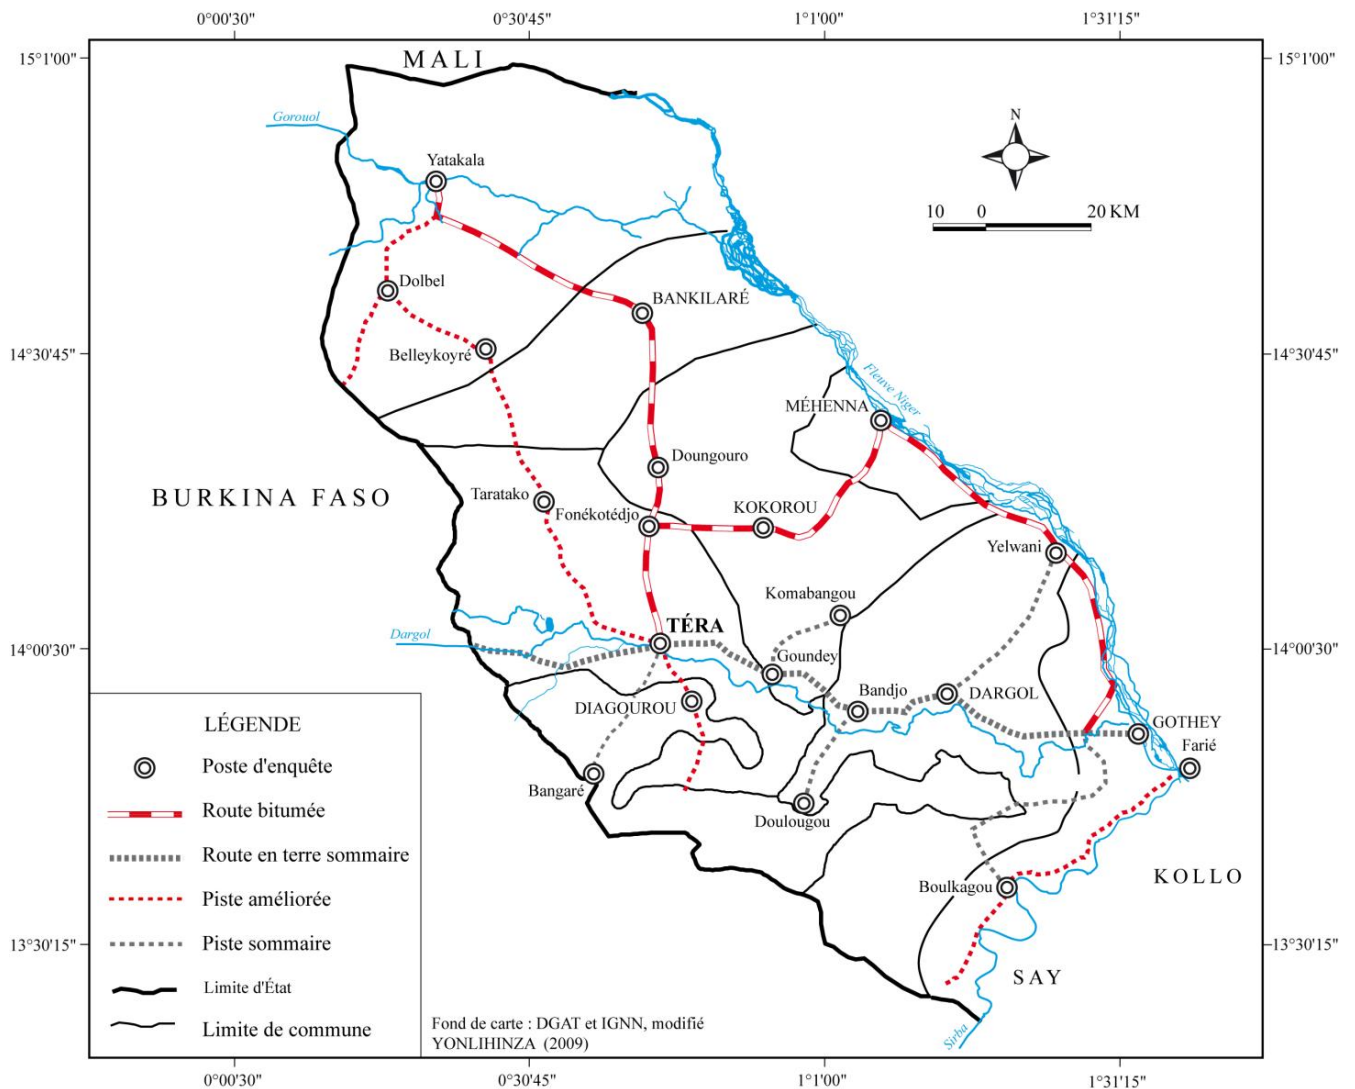 0°00'30" 0°30'45" 1°1'00" 1°31'15"
15°1'00" MALI 15°1'00"
Gorouol
N
Yatakala
10 0 20 KM
Dolbel
BANKILARÉ
14°30'45" Belleykoyré 14°30'45"
Fleuve Niger
MÉHENNA
Doungouro
BURKINA FASO
Taratako
KOKOROU
Fonékotédjo
Yelwani
Komabangou
TÉRA
Dargol
14°00'30" Goundey 14°00'30"
Bandjo DARGOL
DIAGOUROU
GOTHEY
Farié
Bangaré
Doulougou
KOLLO
Boulkagou
13°30'15" 13°30'15"
SAY
Sirba
LÉGENDE
Poste d'enquête
Route bitumée
Route en terre sommaire
Piste améliorée
Piste sommaire
Limite d'État
Limite de commune
Fond de carte : DGAT et IGNN, modifié
YONLIHINZA (2009)
0°00'30" 0°30'45" 1°1'00" 1°31'15"